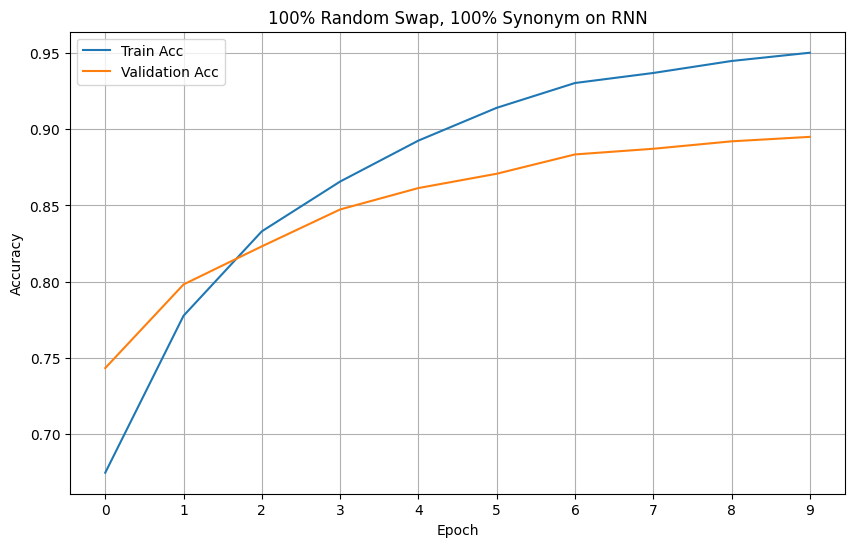 100% Random Swap, 100% Synonym on RNN
Train Acc
Validation Acc
0.95
0.90
0.85
0.80
0.75
0.70
Accuracy
0 1 2 3 4 5 6 7 8 9
Epoch